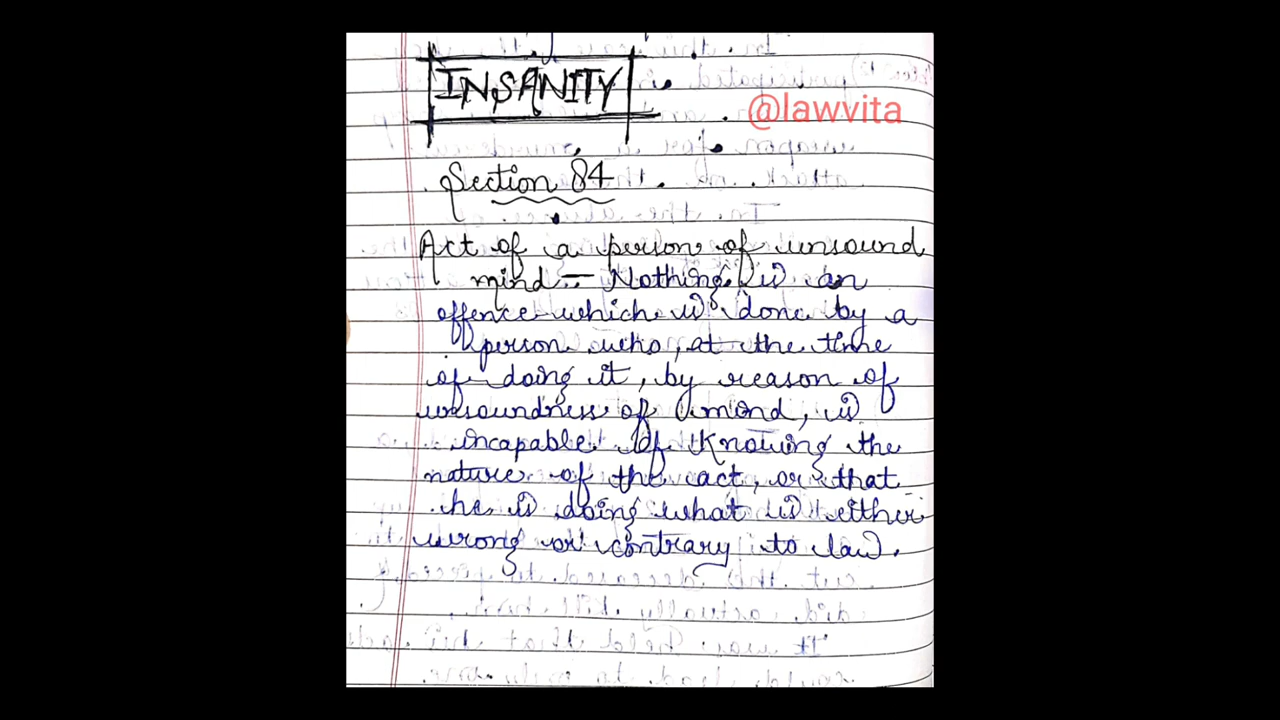 INSANITY
@lawvita
Section 84
Act of a person of unsound
mind - Nothing is an
offence which is done by a
person who, at the time
of doing it, by reason of
unsoundness of mind, is
incapable of knowing the
nature of the act, or that
he is doing what is either
wrong or contrary to law.